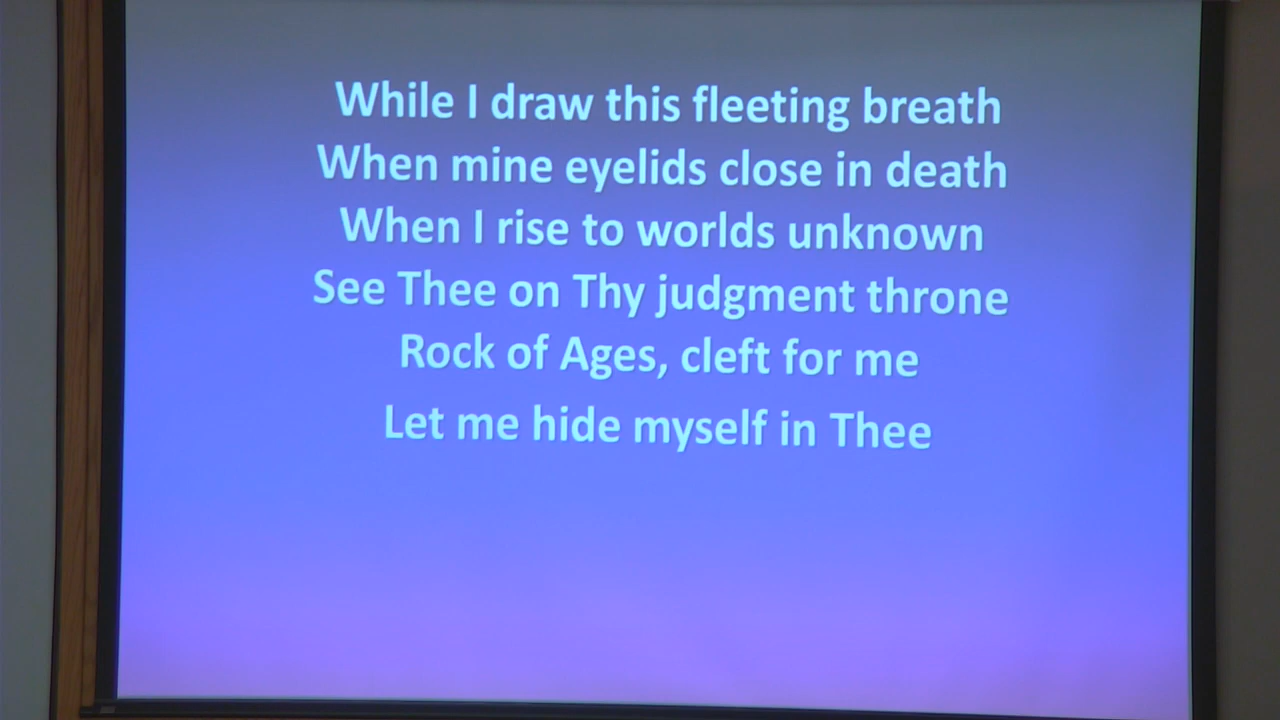 While I draw this fleeting breath
When mine eyelids close in death
When I rise to worlds unknown
See Thee on Thy judgment throne
Rock of Ages, cleft for me
Let me hide myself in Thee